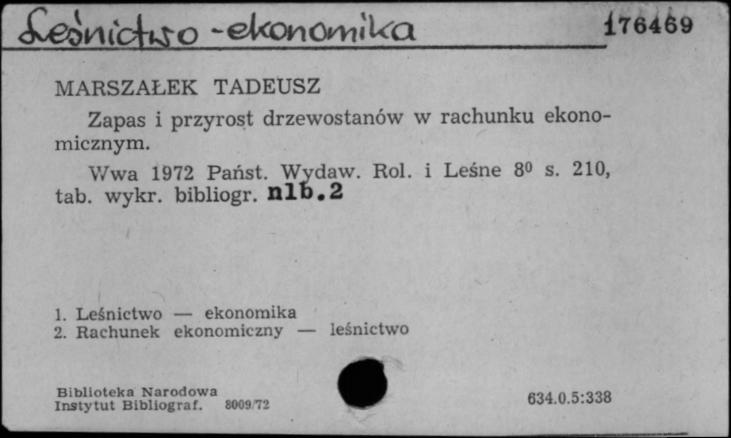 Leśnictwo - ekonomika 176469
MARSZAŁEK TADEUSZ
Zapas i przyrost drzewostanów w rachunku ekono-
micznym.
Wwa 1972 Państ. Wydaw. Rol. i Leśne 8⁰ s. 210,
tab. wykr. bibliogr. nlb.2
1. Leśnictwo — ekonomika
2. Rachunek ekonomiczny — leśnictwo
Biblioteka Narodowa
Instytut Bibliograf. 8009/72
634.0.5:338